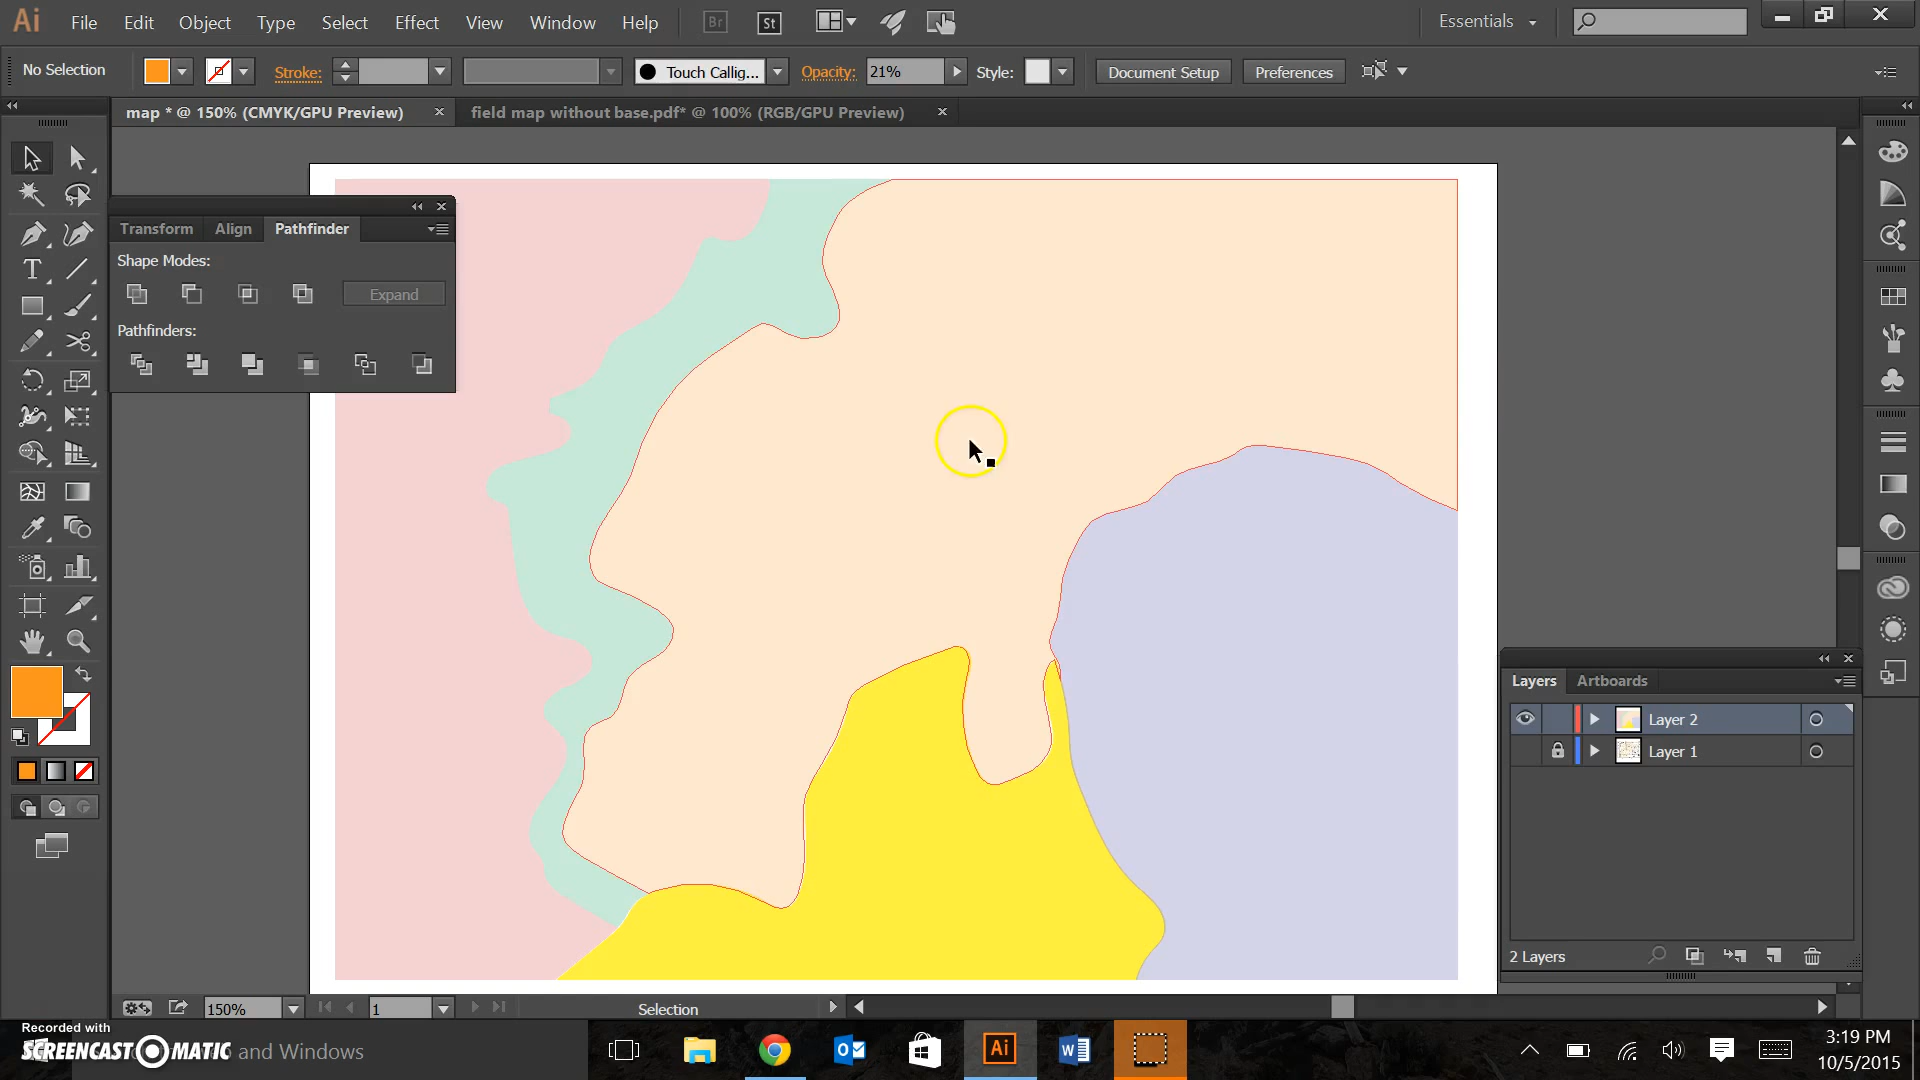 Ai File Edit Object Type Select Effect View Window Help Br St Essentials
No Selection Stroke: Touch Callig... Opacity: 21% Style: Document Setup Preferences
map * @ 150% (CMYK/GPU Preview) field map without base.pdf* @ 100% (RGB/GPU Preview)
Transform Align Pathfinder
Shape Modes:
Expand
Pathfinders:
Layers Artboards
Layer 2
Layer 1
2 Layers
150% 1 Selection
Recorded with
SCREENCAST MATIC and Windows
Ai
3:19 PM
10/5/2015